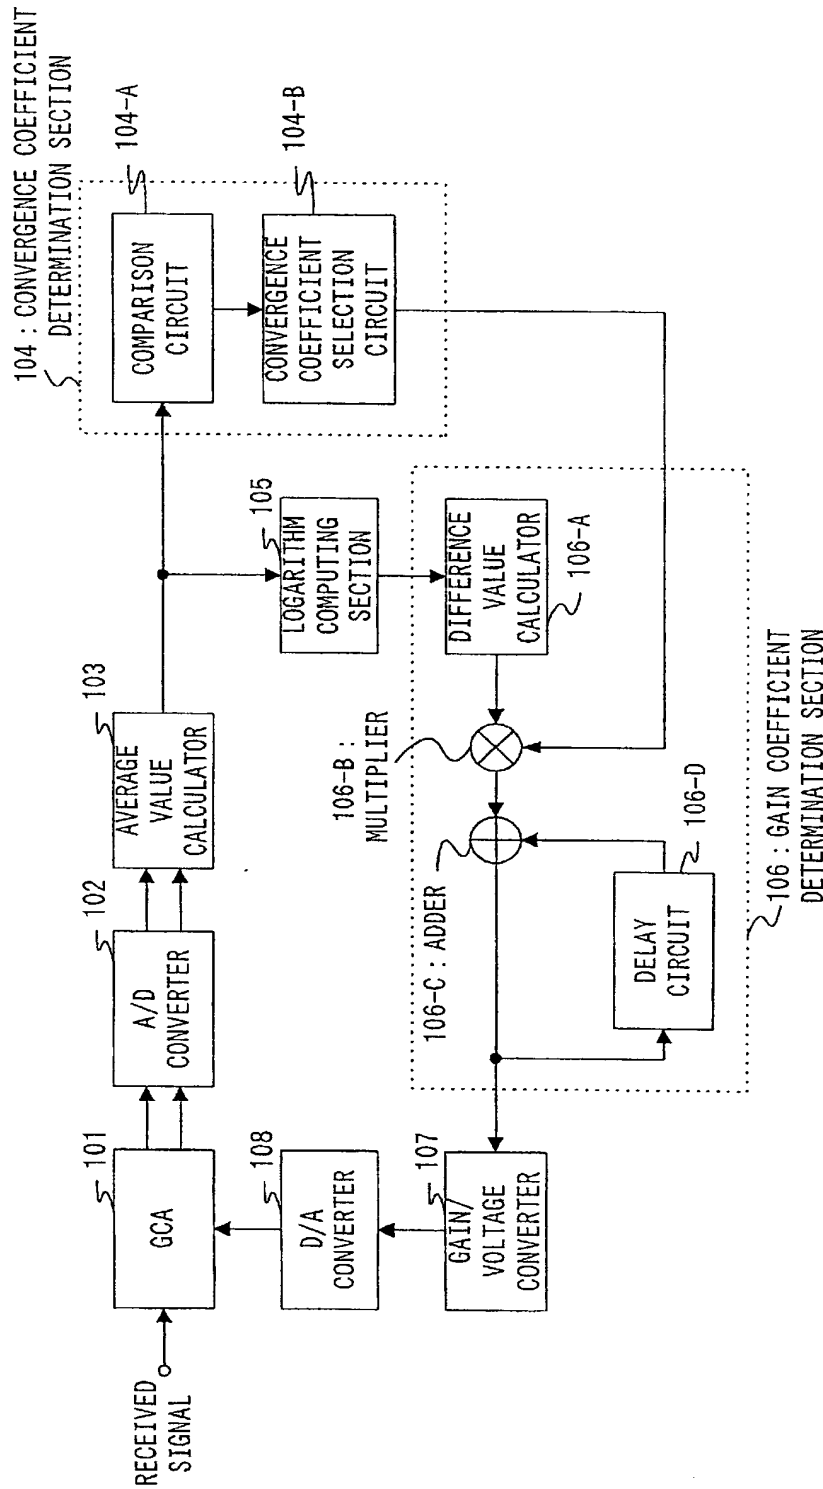 RECEIVED
SIGNAL
101
GCA
102
A/D
CONVERTER
103
AVERAGE
VALUE
CALCULATOR
104 : CONVERGENCE COEFFICIENT
DETERMINATION SECTION
COMPARISON
CIRCUIT
104-A
CONVERGENCE
COEFFICIENT
SELECTION
CIRCUIT
104-B
108
D/A
CONVERTER
105
LOGARITHM
COMPUTING
SECTION
107
GAIN/
VOLTAGE
CONVERTER
106-C : ADDER
106-B :
MULTIPLIER
DIFFERENCE
VALUE
CALCULATOR
106-A
DELAY
CIRCUIT
106-D
106 : GAIN COEFFICIENT
DETERMINATION SECTION